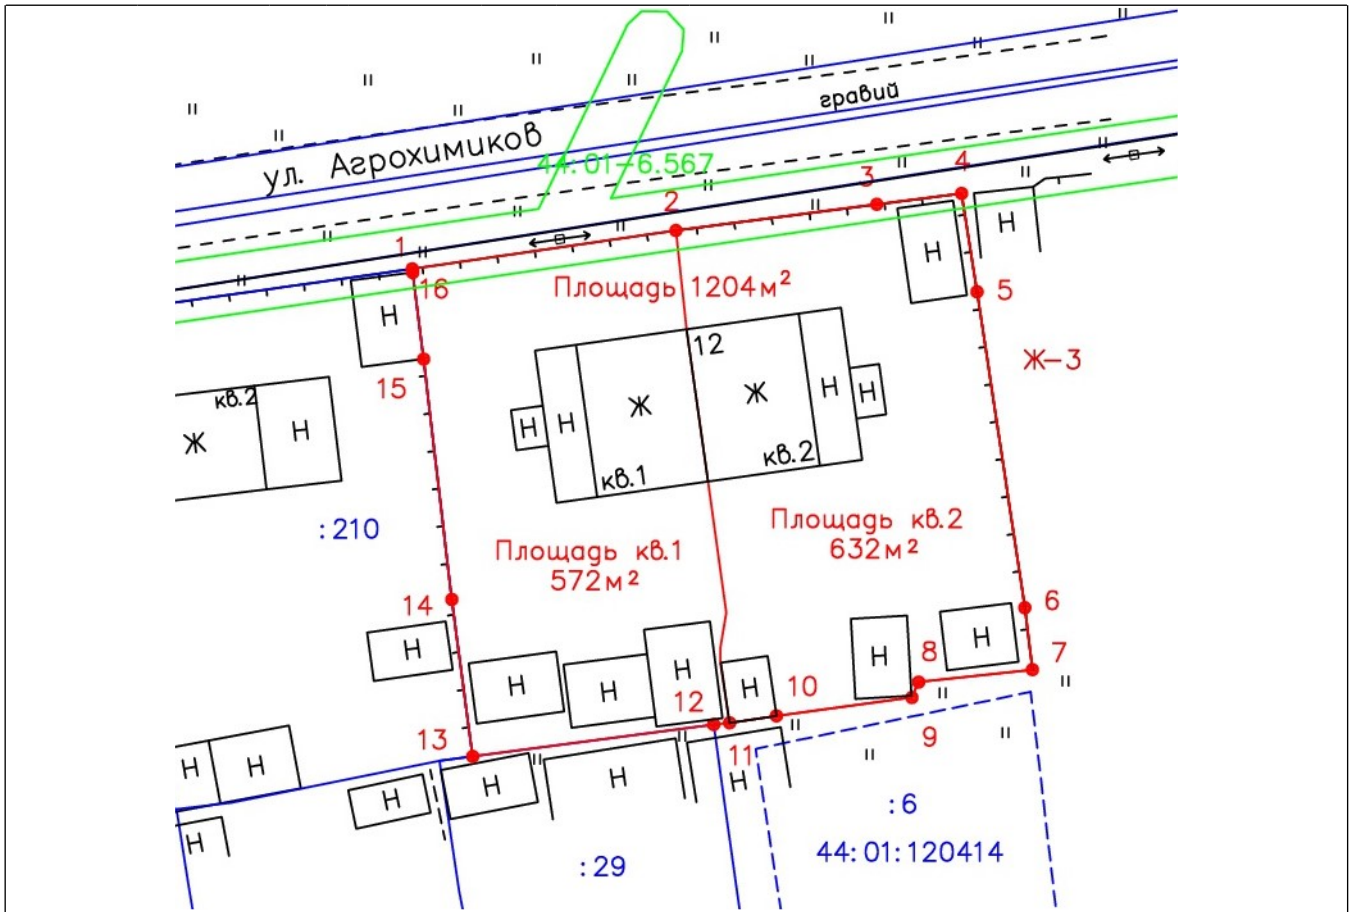 гравий
ул. Агрохимиков
44:01-6.567
4
3
2
1
Н
Н
16
Площадь 1204м²
5
Н
12
Ж-3
15
кв.2
Ж
Н
Н
Н
Ж
Ж
Н
Н
кв.1
кв.2
:210
Площадь кв.1
572м²
Площадь кв.2
632м²
14
6
Н
Н
Н
Н
Н
Н
Н
Н
8
7
12
10
13
11
9
Н
Н
Н
Н
Н
Н
Н
:6
44:01:120414
:29